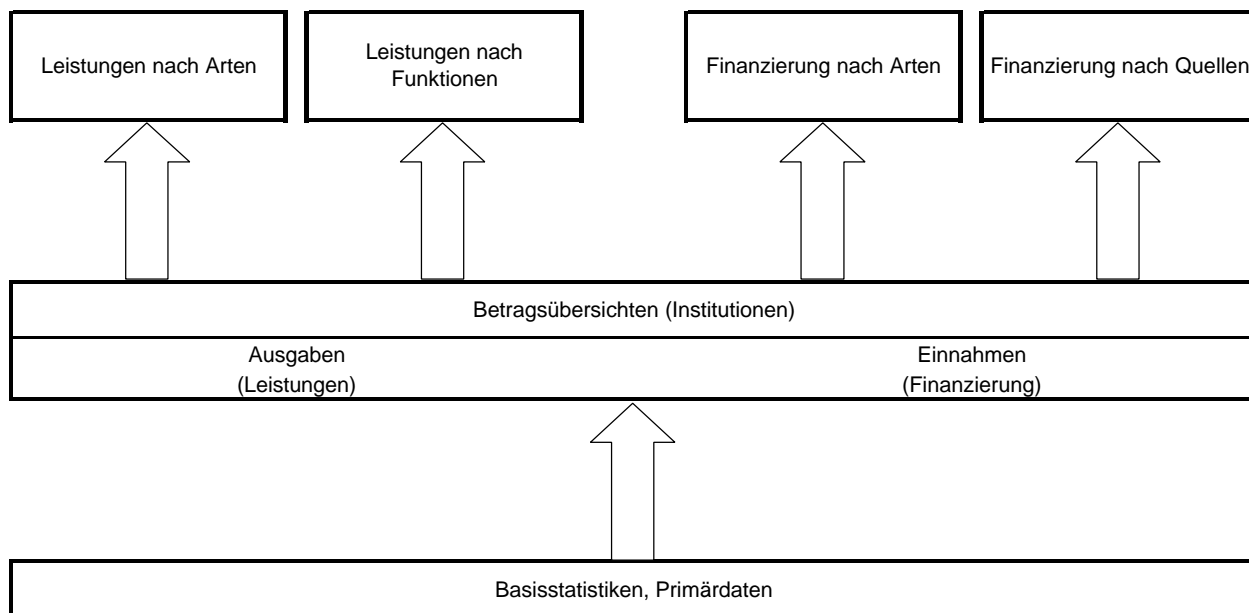 Leistungen nach Arten
Leistungen nach
Funktionen
Finanzierung nach Arten
Finanzierung nach Quellen
Betragsübersichten (Institutionen)
Ausgaben
(Leistungen)
Einnahmen
(Finanzierung)
Basisstatistiken, Primärdaten